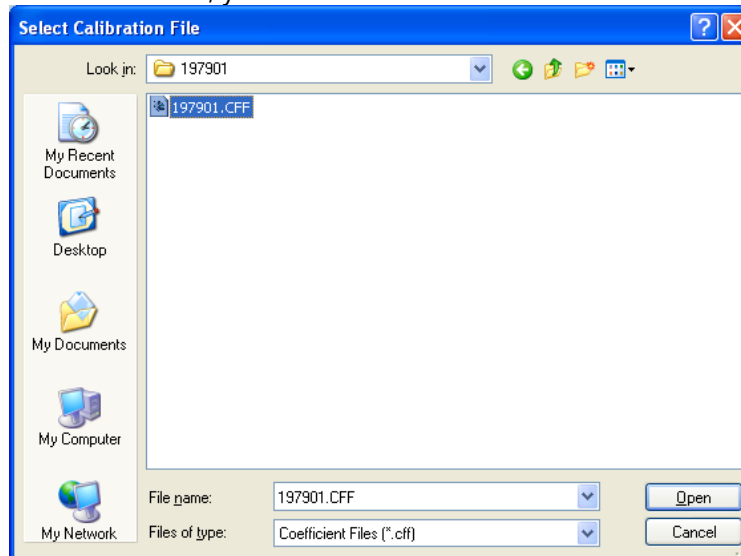 Select Calibration File
Look in: 197901
197901.CFF
My Recent
Documents
Desktop
My Documents
My Computer
My Network
File name: 197901.CFF Open
Files of type: Coefficient Files (*.cff) Cancel